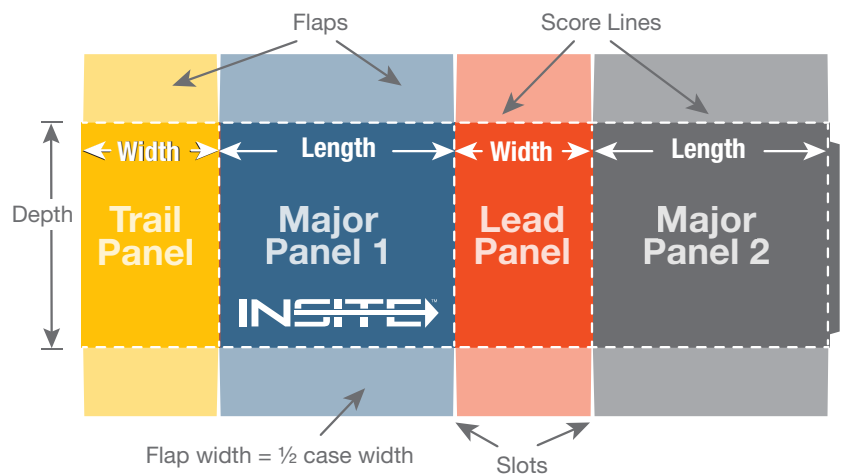 Flaps
Score Lines
Width
Length
Width
Length
Depth
Trail
Panel
Major
Panel 1
Lead
Panel
Major
Panel 2
INSITE™
Flap width = ½ case width
Slots